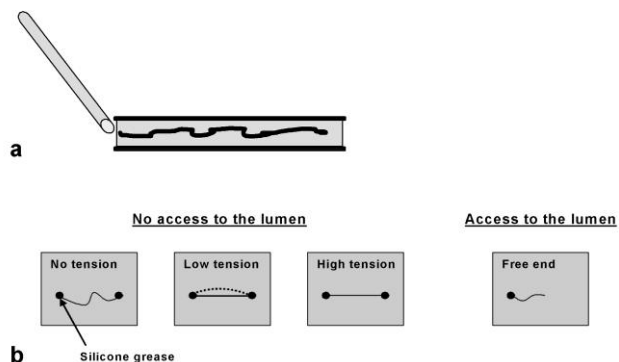 a
No access to the lumen
Access to the lumen
No tension
Low tension
High tension
Free end
b
Silicone grease